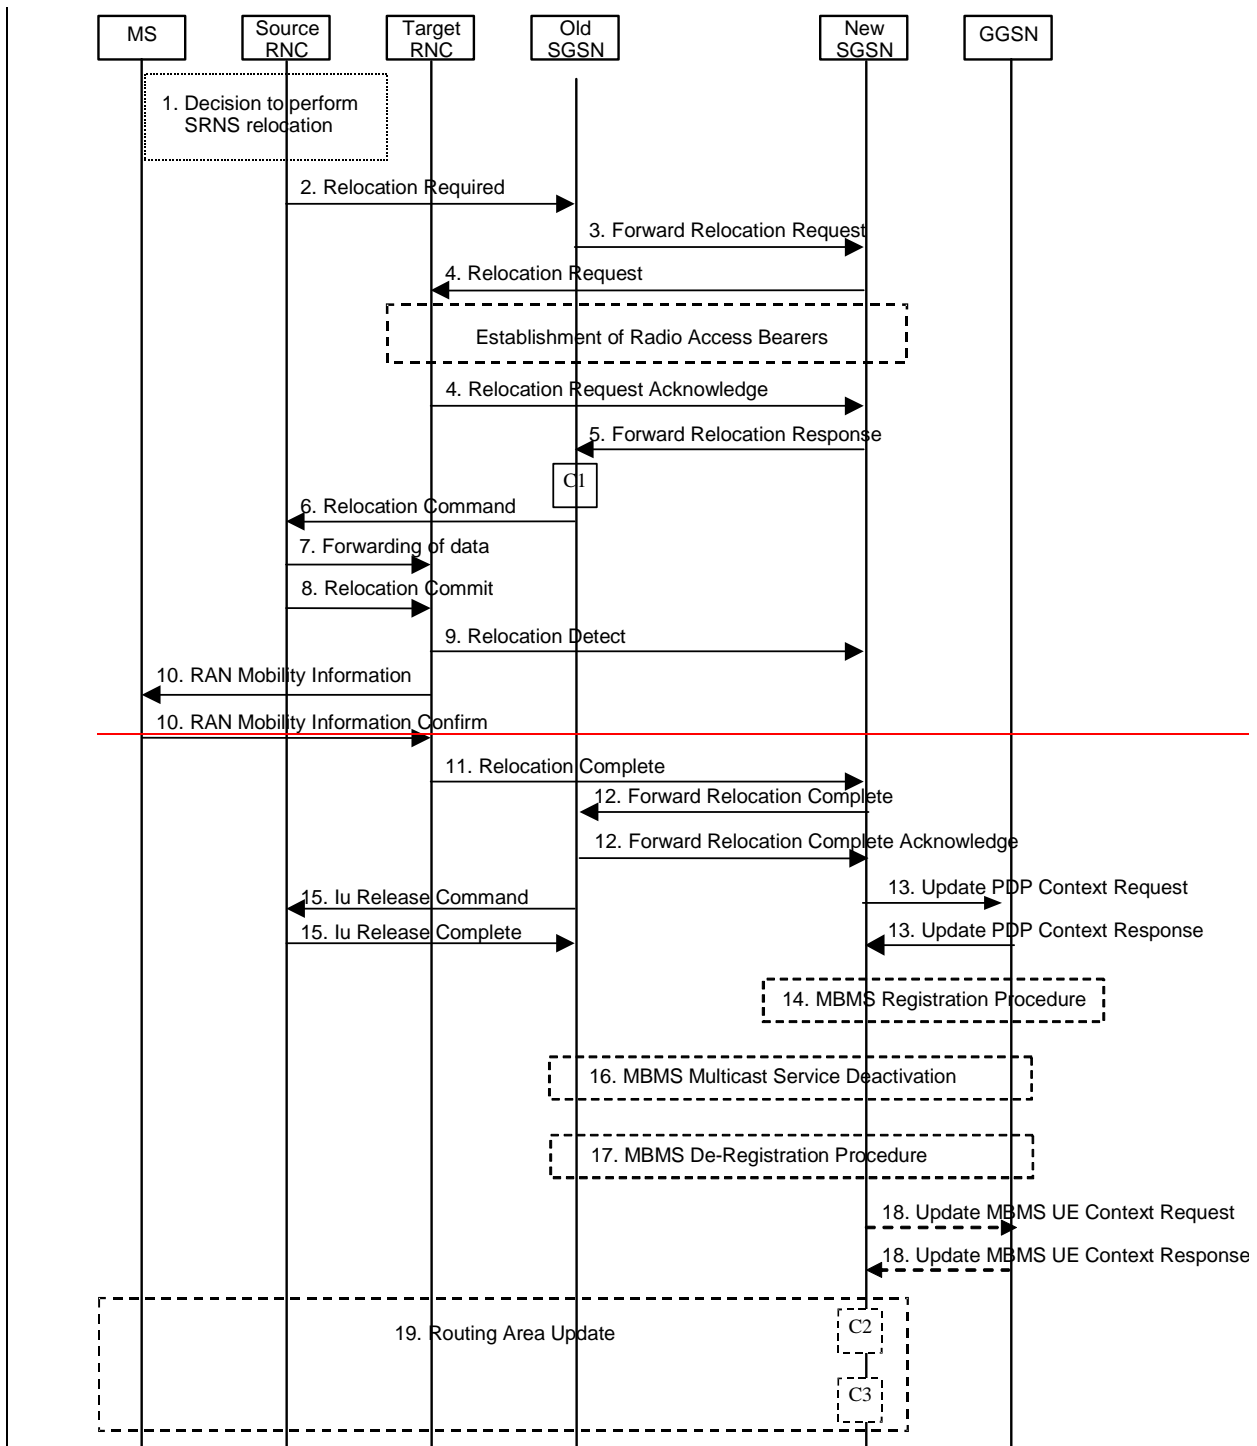 MS
Source
RNC
Target
RNC
Old
SGSN
New
SGSN
GGSN
1. Decision to perform
SRNS relocation
2. Relocation Required
3. Forward Relocation Request
4. Relocation Request
Establishment of Radio Access Bearers
4. Relocation Request Acknowledge
5. Forward Relocation Response
C1
6. Relocation Command
7. Forwarding of data
8. Relocation Commit
9. Relocation Detect
10. RAN Mobility Information
10. RAN Mobility Information Confirm
11. Relocation Complete
12. Forward Relocation Complete
12. Forward Relocation Complete Acknowledge
13. Update PDP Context Request
15. Iu Release Command
15. Iu Release Complete
13. Update PDP Context Response
14. MBMS Registration Procedure
16. MBMS Multicast Service Deactivation
17. MBMS De-Registration Procedure
18. Update MBMS UE Context Request
18. Update MBMS UE Context Response
19. Routing Area Update
C2
C3